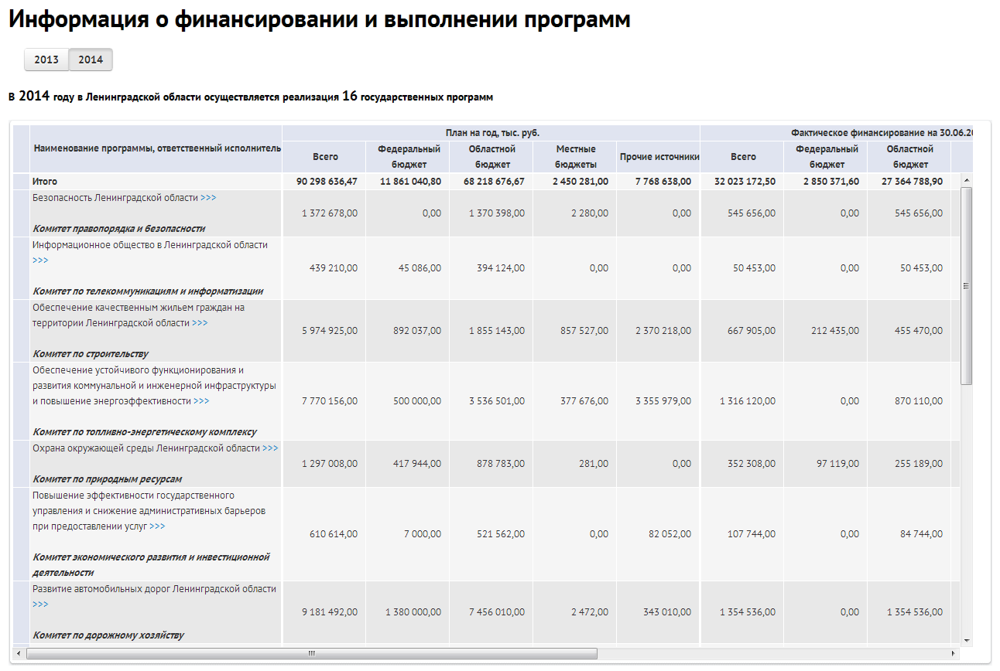 Информация о финансировании и выполнении программ
2013 2014
В 2014 году в Ленинградской области осуществляется реализация 16 государственных программ
План на год, тыс. руб. Фактическое финансирование на 30.06.20
Наименование программы, ответственный исполнитель Всего Федеральный бюджет Областной бюджет Местные бюджеты Прочие источники Всего Федеральный бюджет Областной бюджет
Итого 90 298 636,47 11 861 040,80 68 218 676,67 2 450 281,00 7 768 638,00 32 023 172,50 2 850 371,60 27 364 788,90
Безопасность Ленинградской области >>>
1 372 678,00 0,00 1 370 398,00 2 280,00 0,00 545 656,00 0,00 545 656,00
Комитет правопорядка и безопасности
Информационное общество в Ленинградской области
>>>
439 210,00 45 086,00 394 124,00 0,00 0,00 50 453,00 0,00 50 453,00
Комитет по телекоммуникациям и информатизации
Обеспечение качественным жильем граждан на
территории Ленинградской области >>>
5 974 925,00 892 037,00 1 855 143,00 857 527,00 2 370 218,00 667 905,00 212 435,00 455 470,00
Комитет по строительству
Обеспечение устойчивого функционирования и
развития коммунальной и инженерной инфраструктуры
и повышение энергоэффективности >>>
7 770 156,00 500 000,00 3 536 501,00 377 676,00 3 355 979,00 1 316 120,00 0,00 870 110,00
Комитет по топливно-энергетическому комплексу
Охрана окружающей среды Ленинградской области >>>
1 297 008,00 417 944,00 878 783,00 281,00 0,00 352 308,00 97 119,00 255 189,00
Комитет по природным ресурсам
Повышение эффективности государственного
управления и снижение административных барьеров
при предоставлении услуг >>>
610 614,00 7 000,00 521 562,00 0,00 82 052,00 107 744,00 0,00 84 744,00
Комитет экономического развития и инвестиционной
деятельности
Развитие автомобильных дорог Ленинградской области
>>>
9 181 492,00 1 380 000,00 7 456 010,00 2 472,00 343 010,00 1 354 536,00 0,00 1 354 536,00
Комитет по дорожному хозяйству